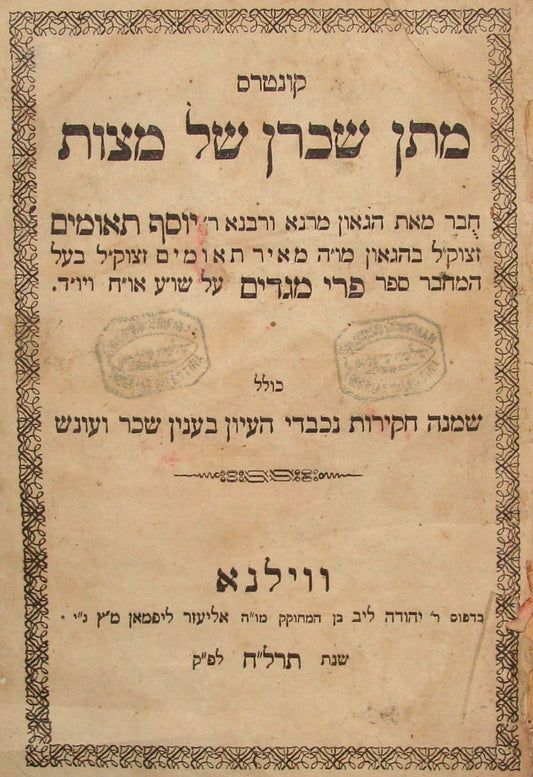 קונטרס
מתן שכרן של מצות
חֻבר מאת הגאון מרנא ורבנא ר׳ יוסף תאומים
זצוק״ל בהגאון מו״ה מאיר תאומים זצוק״ל בעל
המחבר ספר פרי מגדים על שו״ע או״ח ויו״ד.
כולל
שמנה חקירות נכבדי העיון בענין שכר ועונש
ווילנא
בדפוס ר׳ יהודה ליב בן המחוקק מו״ה אליעזר ליפמאן מ״ץ נ״י.
שנת תרל״ח לפ״ק